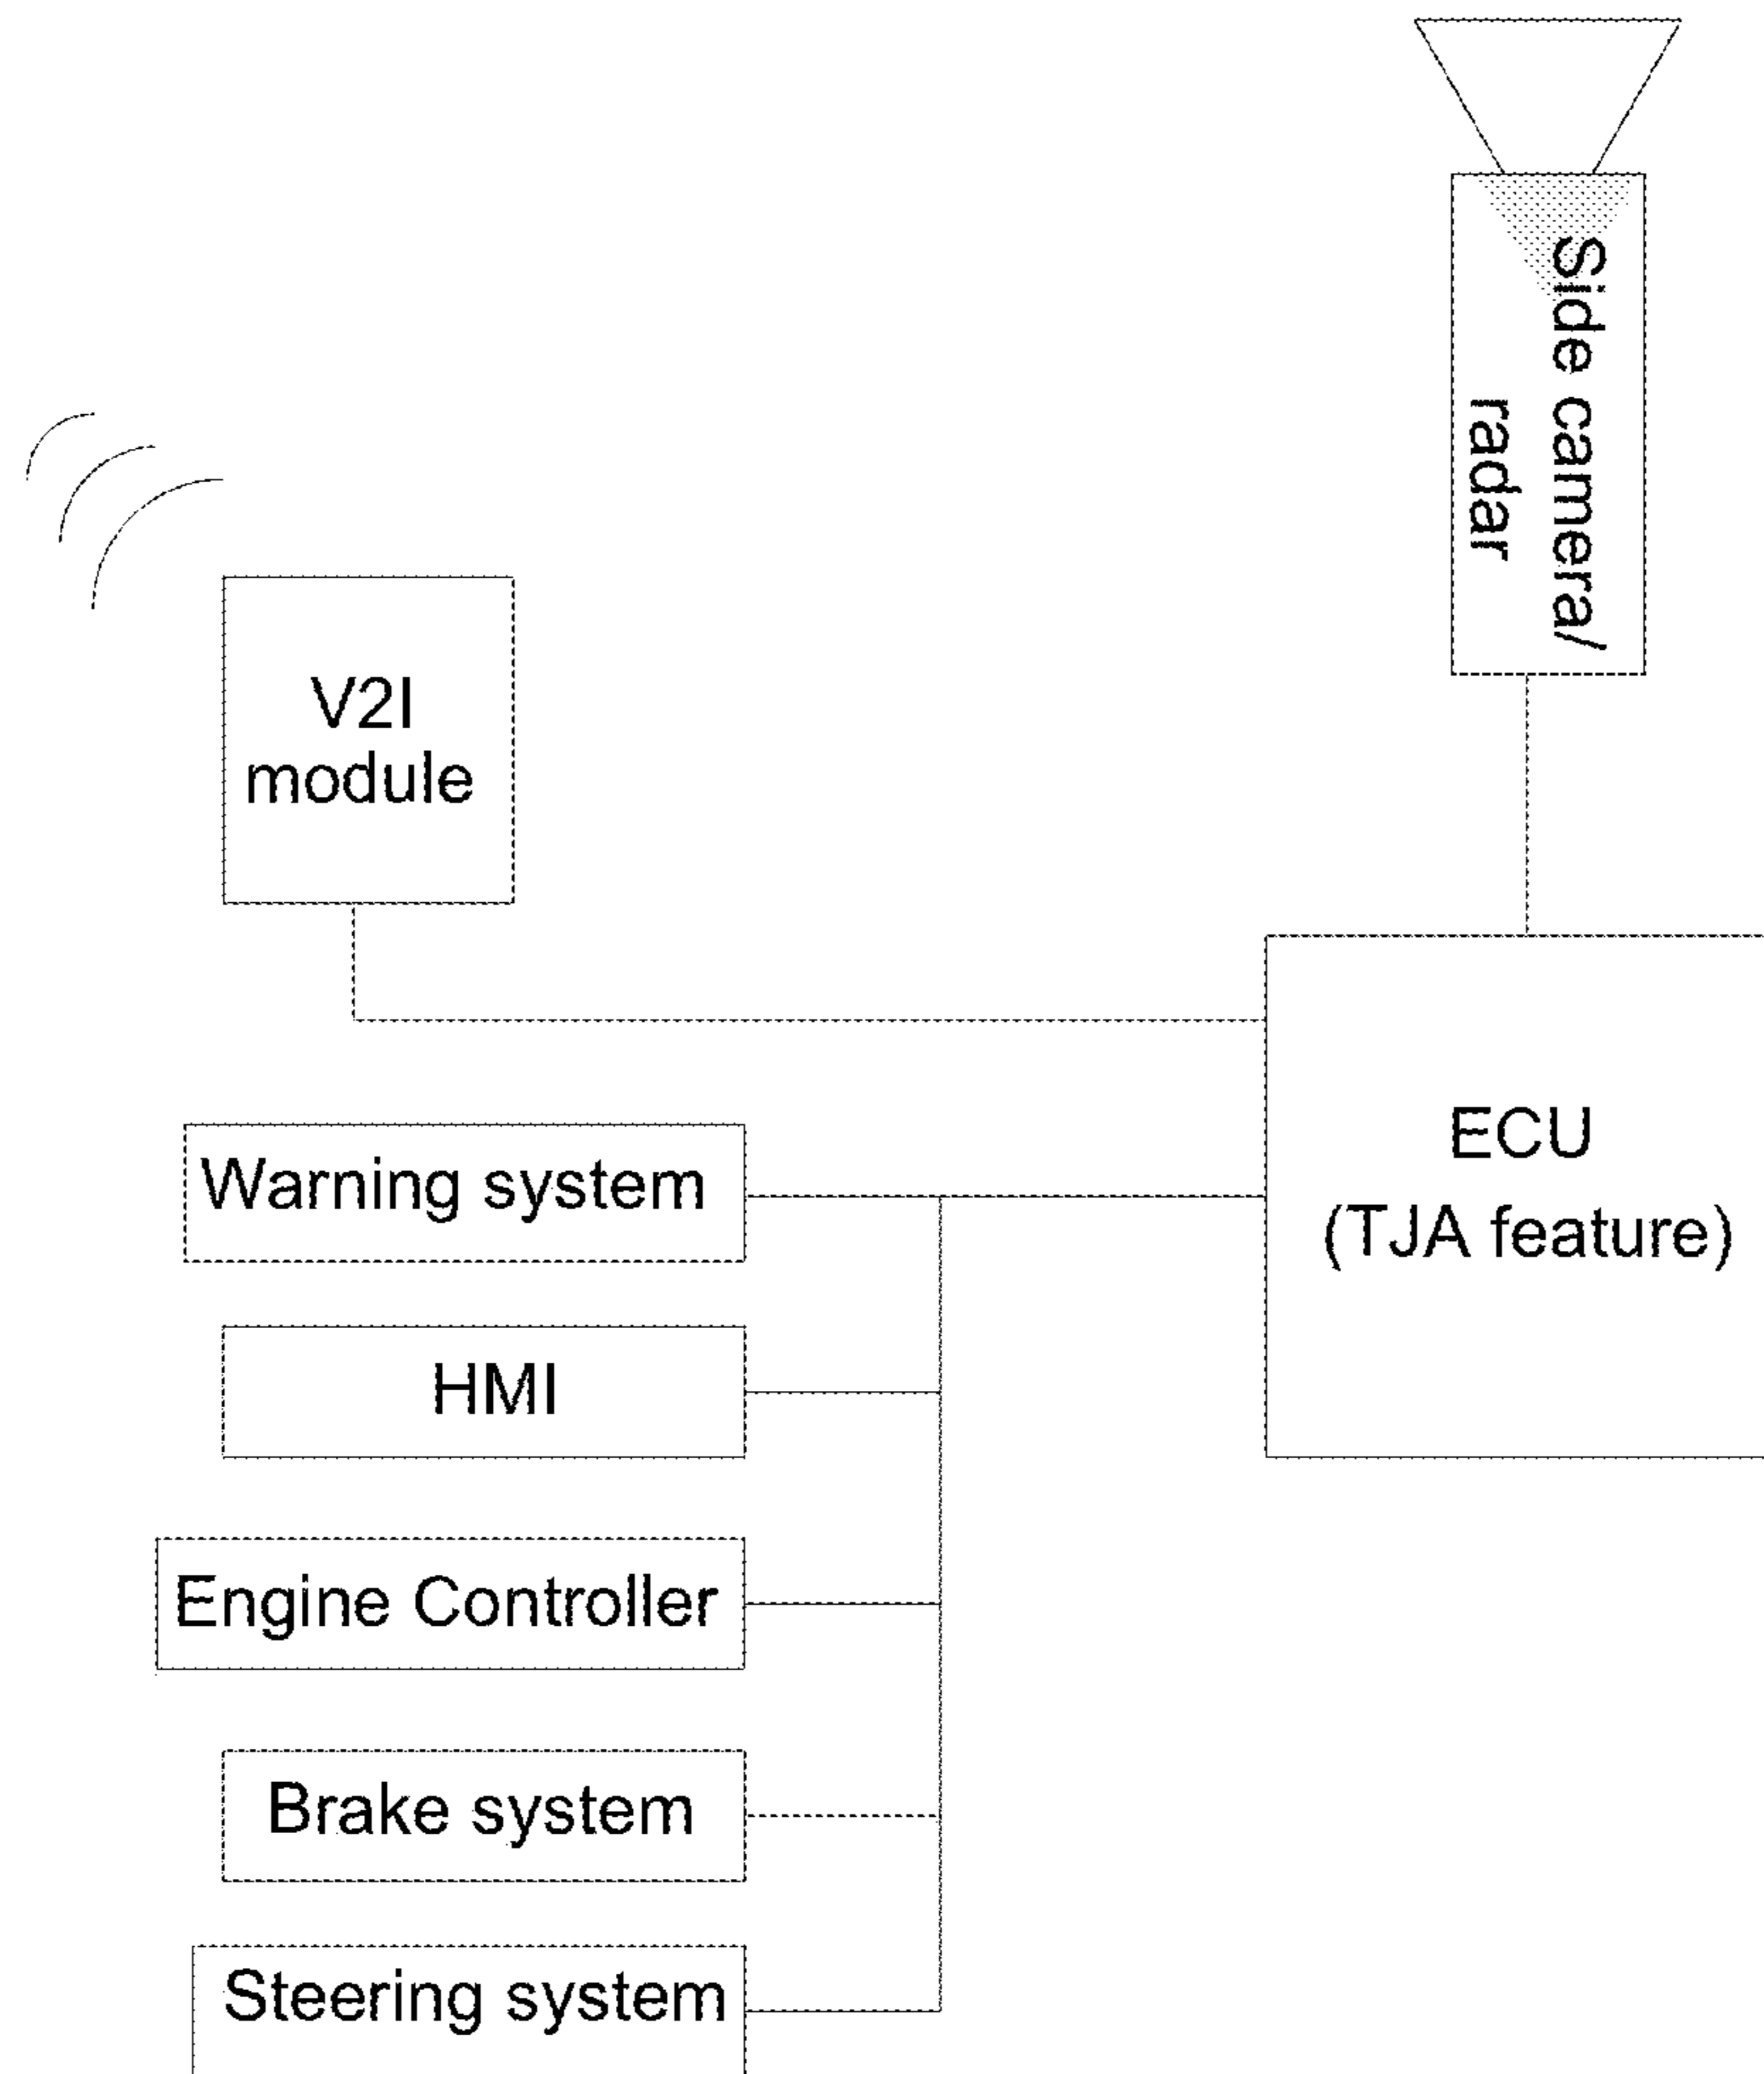 Side camera/
radar
V2I
module
ECU
(TJA feature)
Warning system
HMI
Engine Controller
Brake system
Steering system